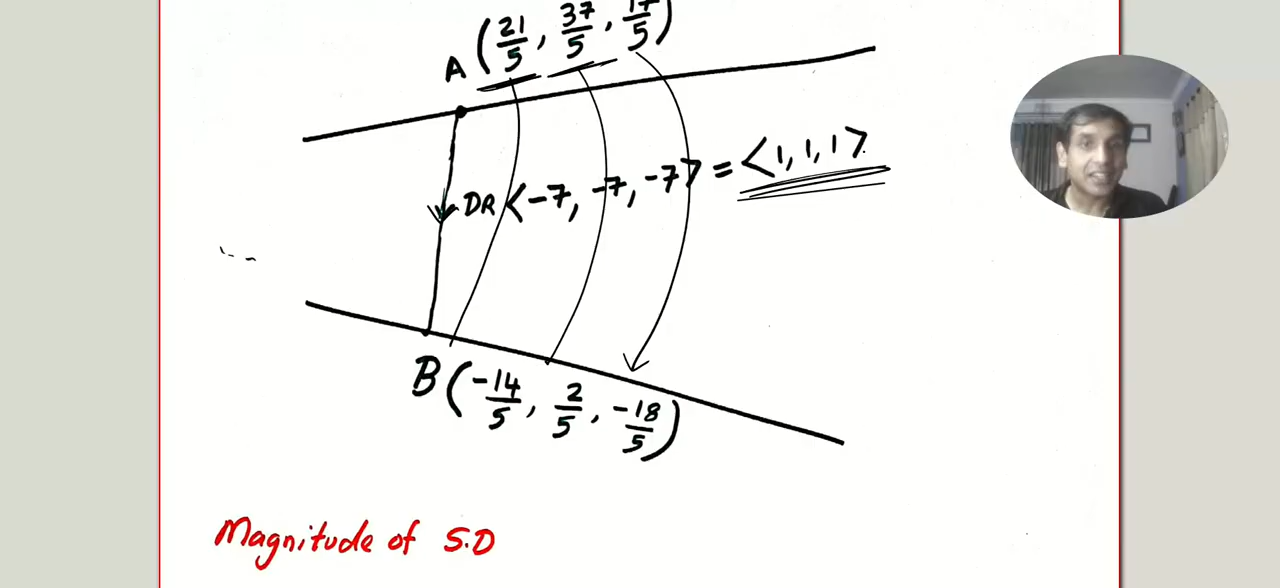 A (21/5, 37/5, 17/5)
DR <-7, -7, -7> = <1, 1, 1>
B (-14/5, 2/5, -18/5)
Magnitude of S.D